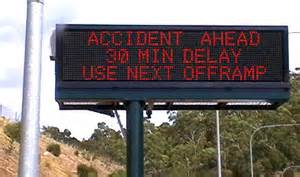 ACCIDENT AHEAD
30 MIN DELAY
USE NEXT OFFRAMP